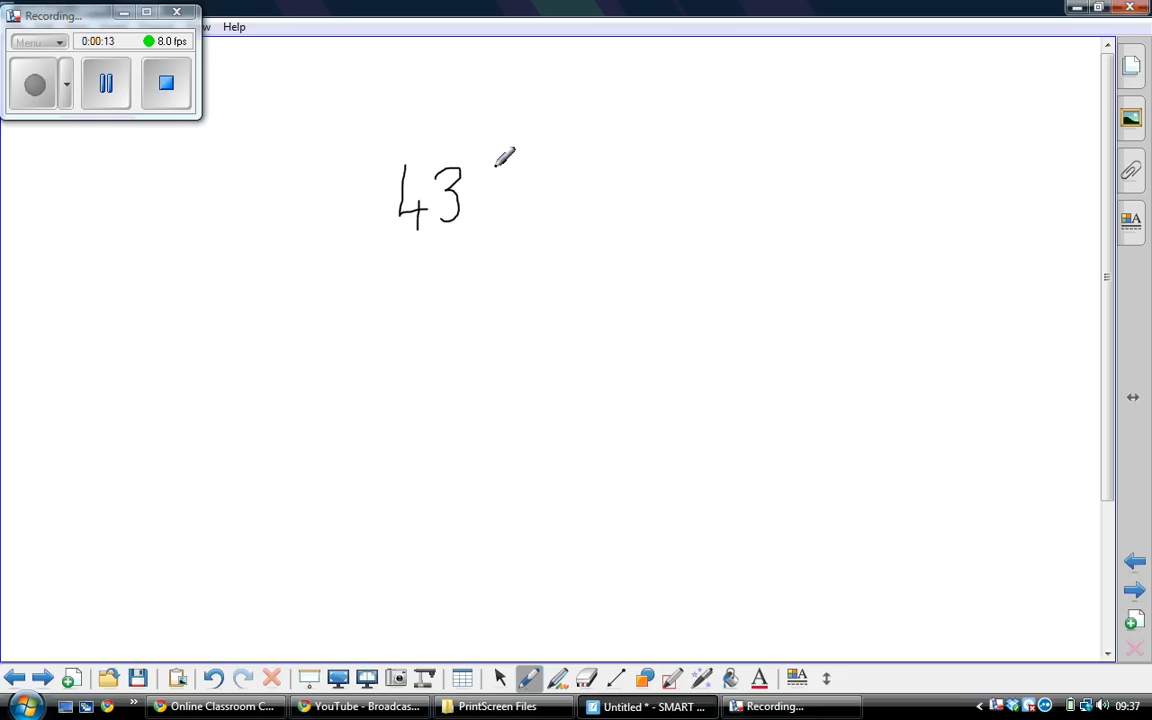 Recording...
w Help
Menu 0:00:13 8.0 fps
43
Online Classroom C...
YouTube - Broadcas...
PrintScreen Files
Untitled * - SMART ...
Recording...
09:37